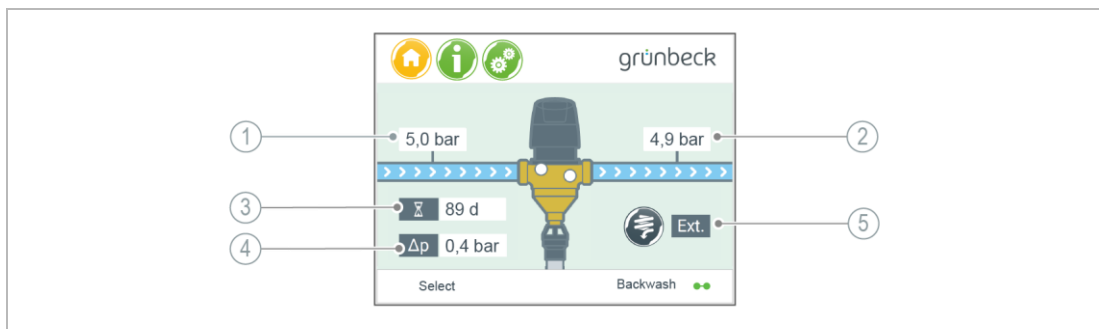 grünbeck
1
5,0 bar
4,9 bar
2
3
89 d
4
Δp
0,4 bar
Ext.
5
Select
Backwash